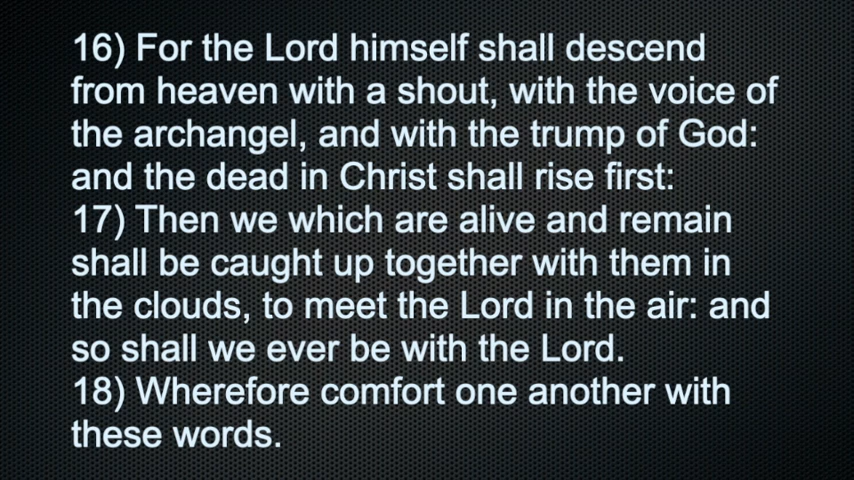 16) For the Lord himself shall descend
from heaven with a shout, with the voice of
the archangel, and with the trump of God:
and the dead in Christ shall rise first:
17) Then we which are alive and remain
shall be caught up together with them in
the clouds, to meet the Lord in the air: and
so shall we ever be with the Lord.
18) Wherefore comfort one another with
these words.